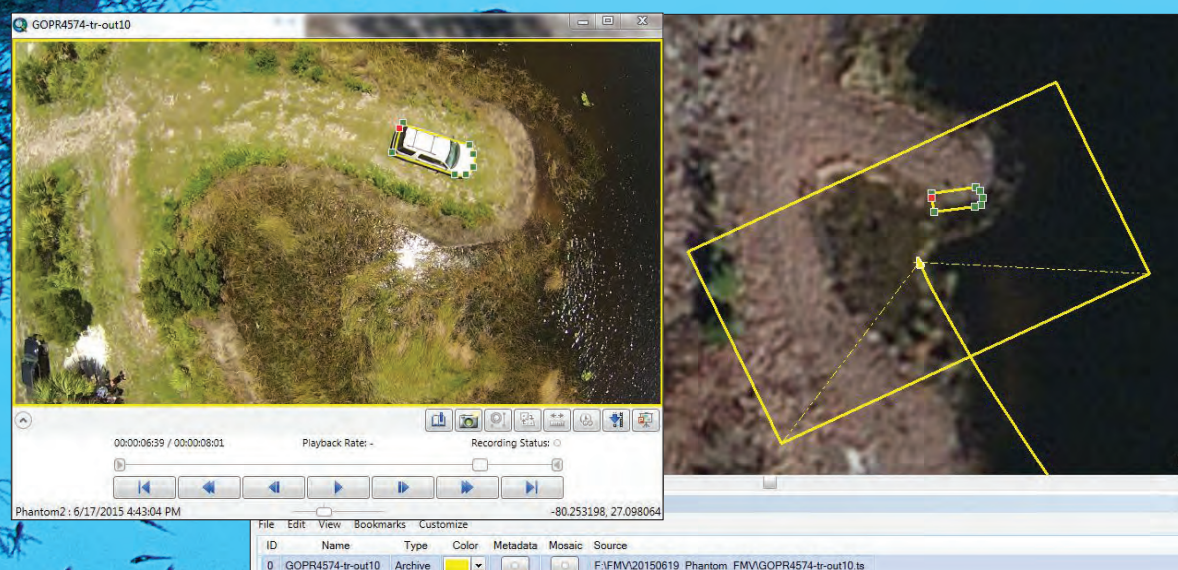 GOPR4574-tr-out10
00:00:06:39 / 00:00:08:01 Playback Rate: - Recording Status:
Phantom2 : 6/17/2015 4:43:04 PM -80.253198, 27.098064
File Edit View Bookmarks Customize
ID Name Type Color Metadata Mosaic Source
0 GOPR4574-tr-out10 Archive F:\FMV\20150619_Phantom_FMV\GOPR4574-tr-out10.ts